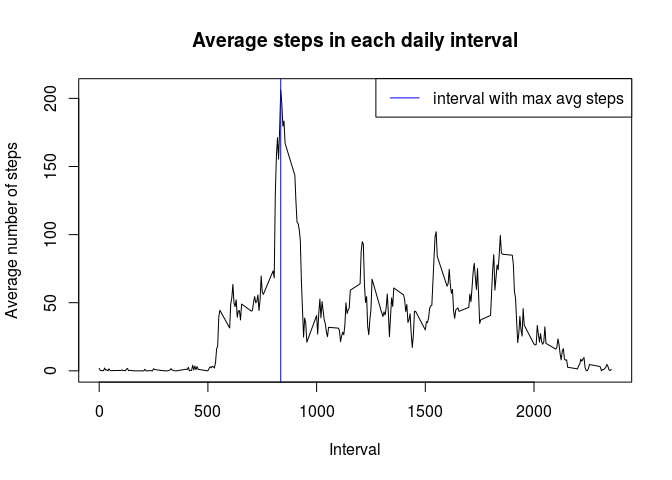 Average steps in each daily interval
interval with max avg steps
Average number of steps
200
150
100
50
0
0 500 1000 1500 2000
Interval